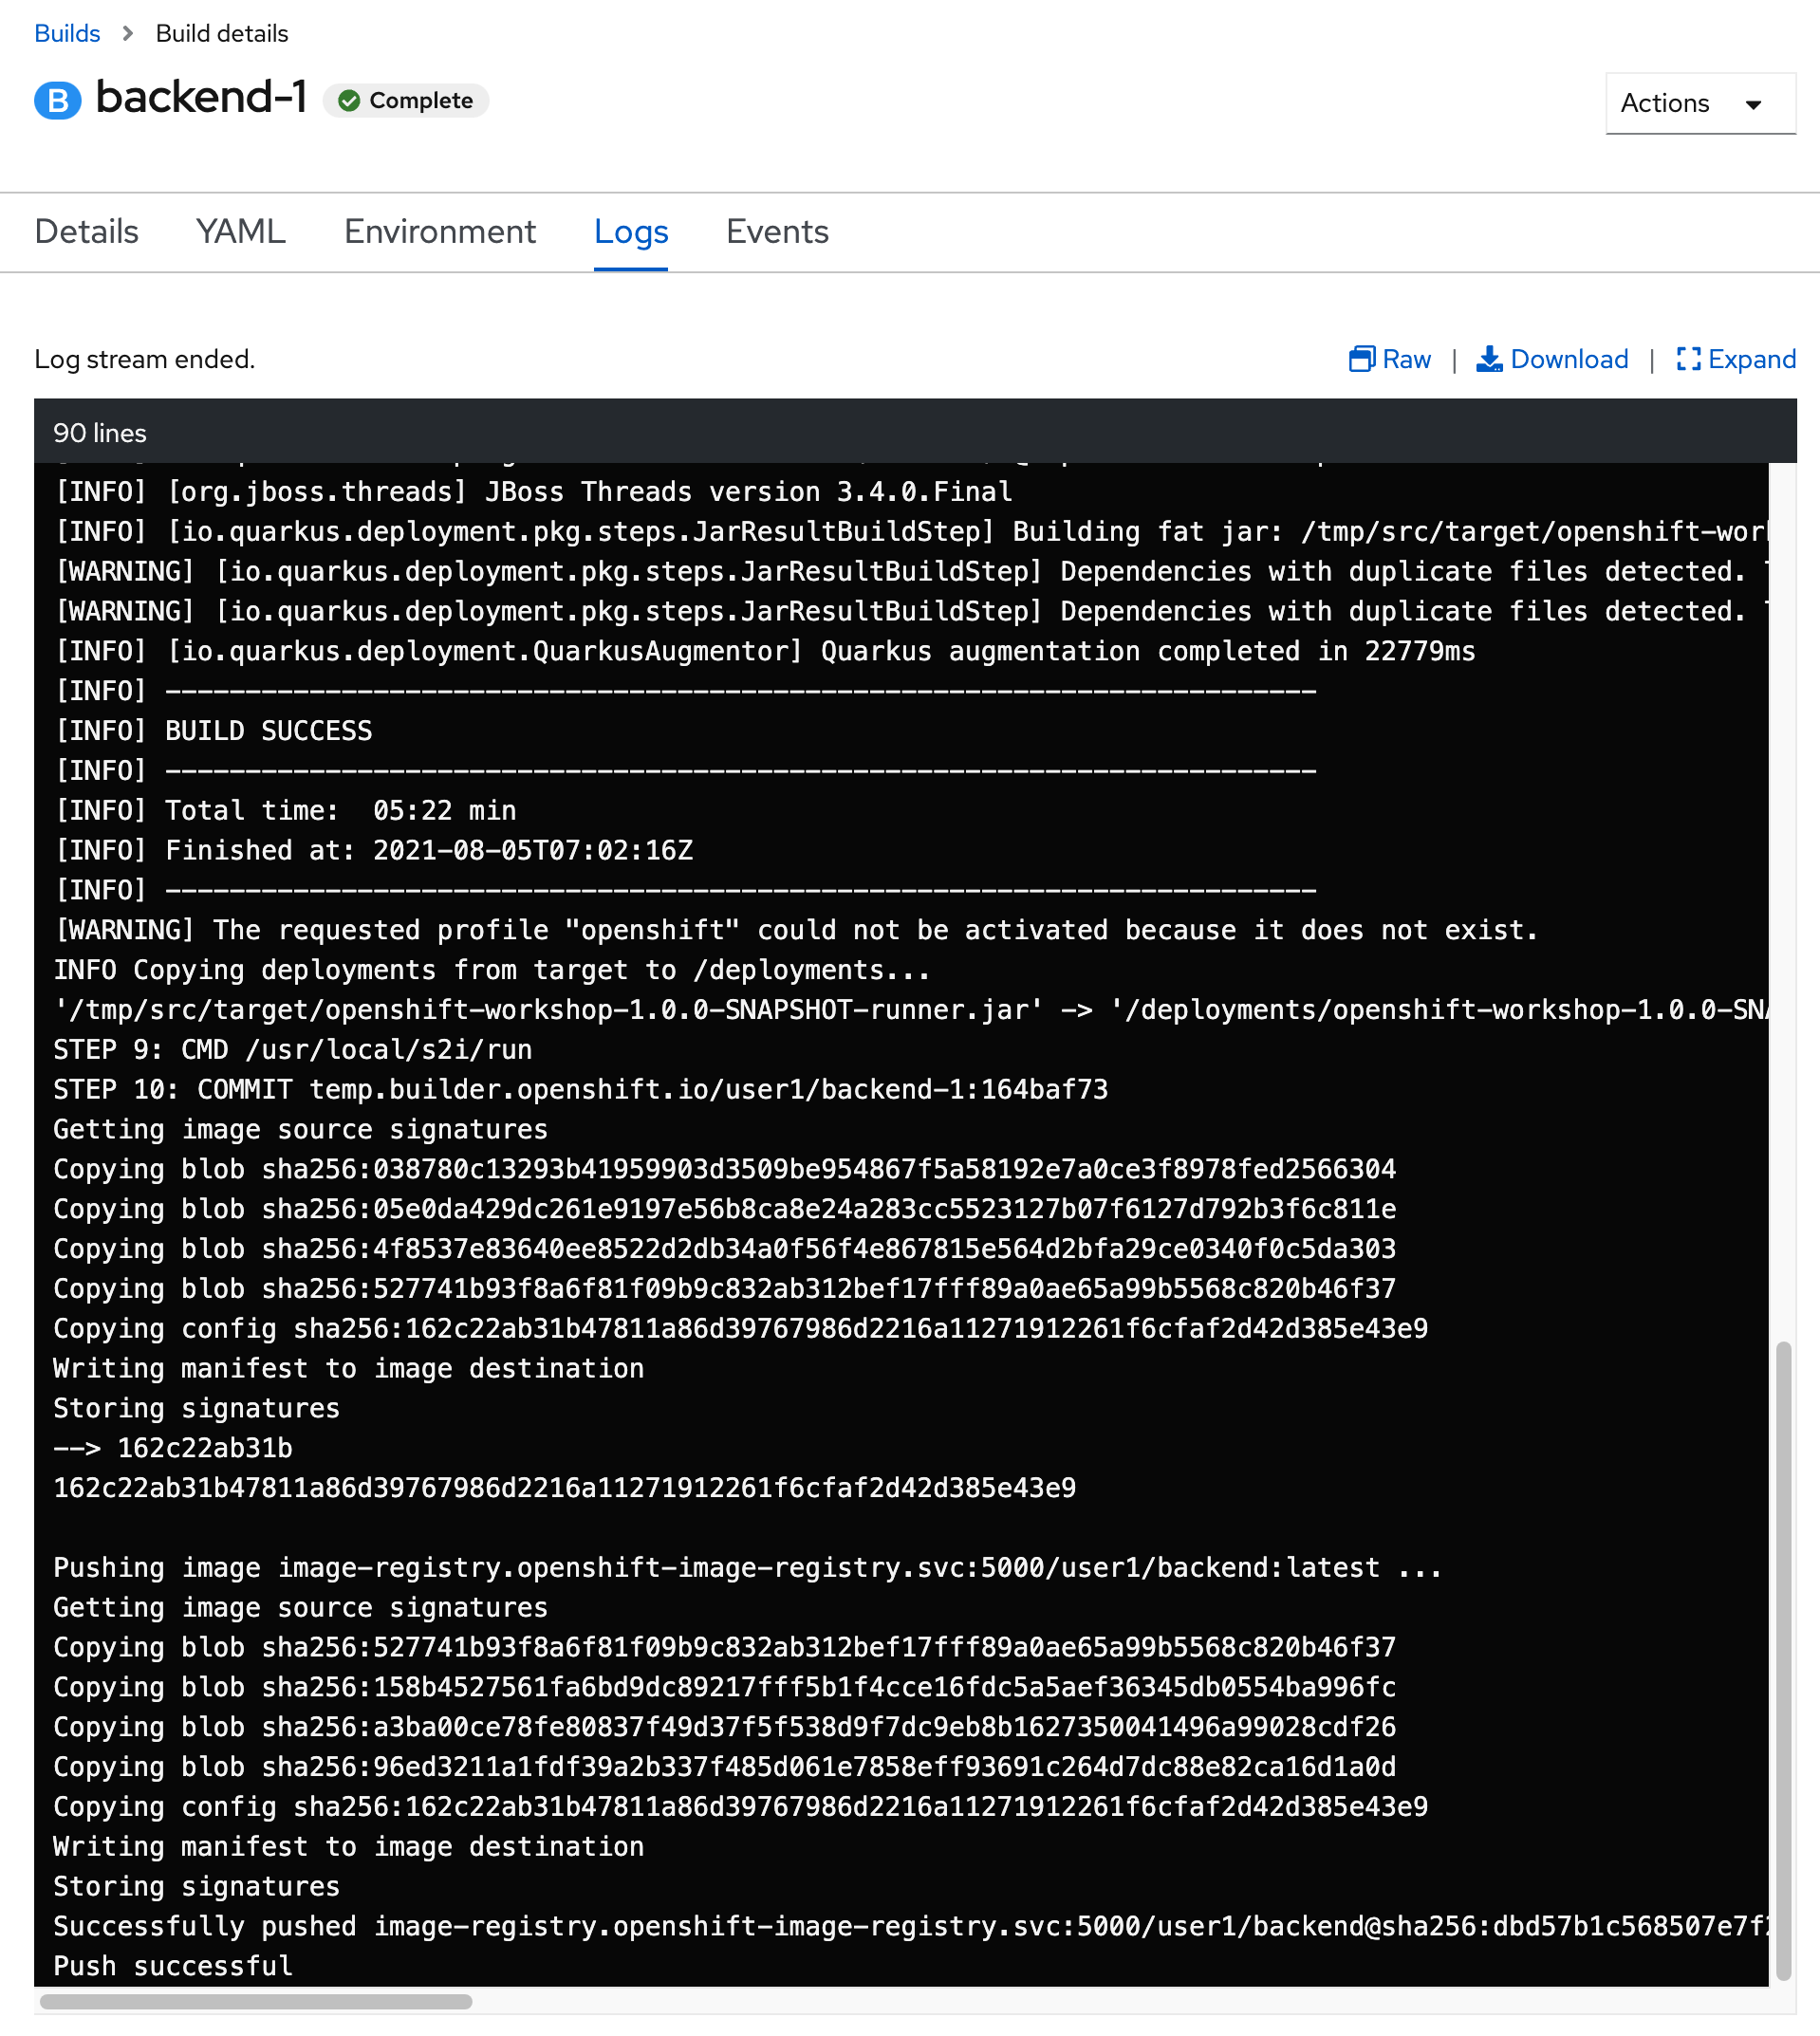 Builds > Build details
B backend-1 Complete
Actions
Details YAML Environment Logs Events
Log stream ended.
Raw | Download | Expand
90 lines
[INFO] [org.jboss.threads] JBoss Threads version 3.4.0.Final
[INFO] [io.quarkus.deployment.pkg.steps.JarResultBuildStep] Building fat jar: /tmp/src/target/openshift-work
[WARNING] [io.quarkus.deployment.pkg.steps.JarResultBuildStep] Dependencies with duplicate files detected.
[WARNING] [io.quarkus.deployment.pkg.steps.JarResultBuildStep] Dependencies with duplicate files detected.
[INFO] [io.quarkus.deployment.QuarkusAugmentor] Quarkus augmentation completed in 22779ms
[INFO] ------------------------------------------------------------------------
[INFO] BUILD SUCCESS
[INFO] ------------------------------------------------------------------------
[INFO] Total time:  05:22 min
[INFO] Finished at: 2021-08-05T07:02:16Z
[INFO] ------------------------------------------------------------------------
[WARNING] The requested profile "openshift" could not be activated because it does not exist.
INFO Copying deployments from target to /deployments...
'/tmp/src/target/openshift-workshop-1.0.0-SNAPSHOT-runner.jar' -> '/deployments/openshift-workshop-1.0.0-SNA
STEP 9: CMD /usr/local/s2i/run
STEP 10: COMMIT temp.builder.openshift.io/user1/backend-1:164baf73
Getting image source signatures
Copying blob sha256:038780c13293b41959903d3509be954867f5a58192e7a0ce3f8978fed2566304
Copying blob sha256:05e0da429dc261e9197e56b8ca8e24a283cc5523127b07f6127d792b3f6c811e
Copying blob sha256:4f8537e83640ee8522d2db34a0f56f4e867815e564d2bfa29ce0340f0c5da303
Copying blob sha256:527741b93f8a6f81f09b9c832ab312bef17fff89a0ae65a99b5568c820b46f37
Copying config sha256:162c22ab31b47811a86d39767986d2216a11271912261f6cfaf2d42d385e43e9
Writing manifest to image destination
Storing signatures
--> 162c22ab31b
162c22ab31b47811a86d39767986d2216a11271912261f6cfaf2d42d385e43e9
Pushing image image-registry.openshift-image-registry.svc:5000/user1/backend:latest ...
Getting image source signatures
Copying blob sha256:527741b93f8a6f81f09b9c832ab312bef17fff89a0ae65a99b5568c820b46f37
Copying blob sha256:158b4527561fa6bd9dc89217fff5b1f4cce16fdc5a5aef36345db0554ba996fc
Copying blob sha256:a3ba00ce78fe80837f49d37f5f538d9f7dc9eb8b1627350041496a99028cdf26
Copying blob sha256:96ed3211a1fdf39a2b337f485d061e7858eff93691c264d7dc88e82ca16d1a0d
Copying config sha256:162c22ab31b47811a86d39767986d2216a11271912261f6cfaf2d42d385e43e9
Writing manifest to image destination
Storing signatures
Successfully pushed image-registry.openshift-image-registry.svc:5000/user1/backend@sha256:dbd57b1c568507e7f2
Push successful